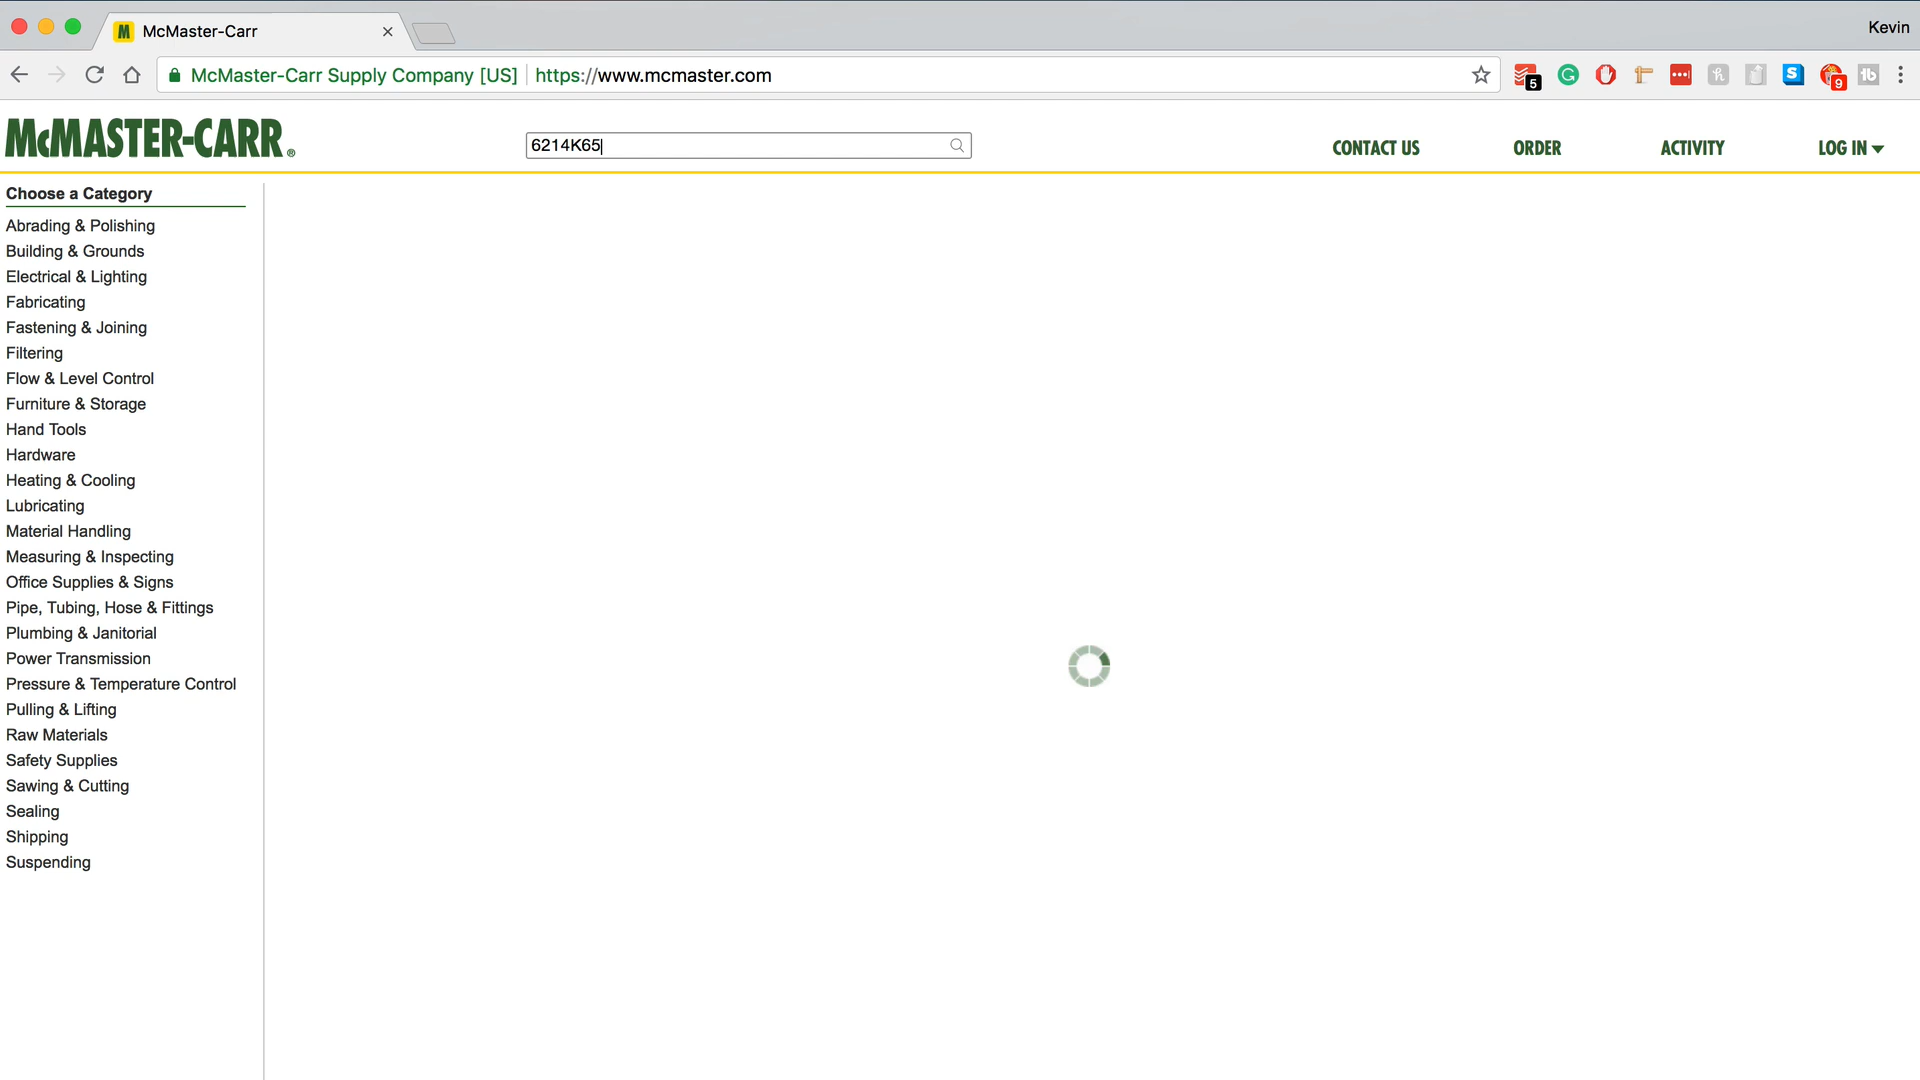 McMaster-Carr
Kevin
McMaster-Carr Supply Company [US] https://www.mcmaster.com
5
9
McMASTER-CARR®
6214K65
CONTACT US
ORDER
ACTIVITY
LOG IN
Choose a Category
Abrading & Polishing
Building & Grounds
Electrical & Lighting
Fabricating
Fastening & Joining
Filtering
Flow & Level Control
Furniture & Storage
Hand Tools
Hardware
Heating & Cooling
Lubricating
Material Handling
Measuring & Inspecting
Office Supplies & Signs
Pipe, Tubing, Hose & Fittings
Plumbing & Janitorial
Power Transmission
Pressure & Temperature Control
Pulling & Lifting
Raw Materials
Safety Supplies
Sawing & Cutting
Sealing
Shipping
Suspending